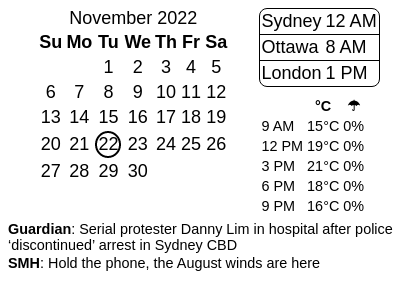 November 2022
Su Mo Tu We Th Fr Sa
1 2 3 4 5
6 7 8 9 10 11 12
13 14 15 16 17 18 19
20 21 22 23 24 25 26
27 28 29 30
Sydney 12 AM
Ottawa 8 AM
London 1 PM
°C ☂
9 AM 15°C 0%
12 PM 19°C 0%
3 PM 21°C 0%
6 PM 18°C 0%
9 PM 16°C 0%
Guardian: Serial protester Danny Lim in hospital after police
‘discontinued’ arrest in Sydney CBD
SMH: Hold the phone, the August winds are here